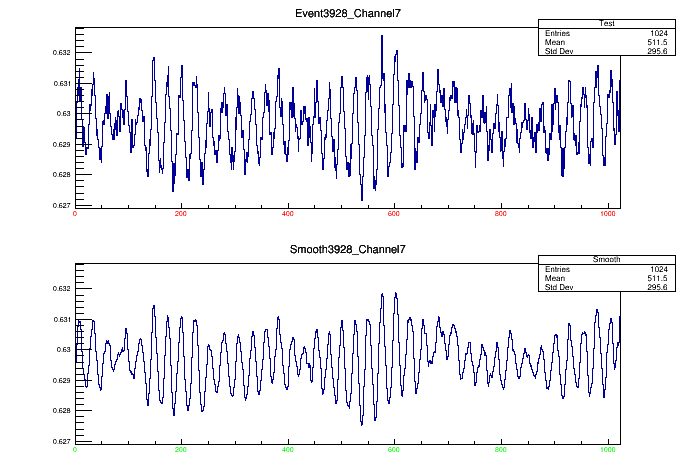 Event3928_Channel7
Test
Entries 1024
Mean 511.5
Std Dev 295.6
0.632
0.631
0.63
0.629
0.628
0.627
0 200 400 600 800 1000
Smooth3928_Channel7
Smooth
Entries 1024
Mean 511.5
Std Dev 295.6
0.632
0.631
0.63
0.629
0.628
0.627
0 200 400 600 800 1000